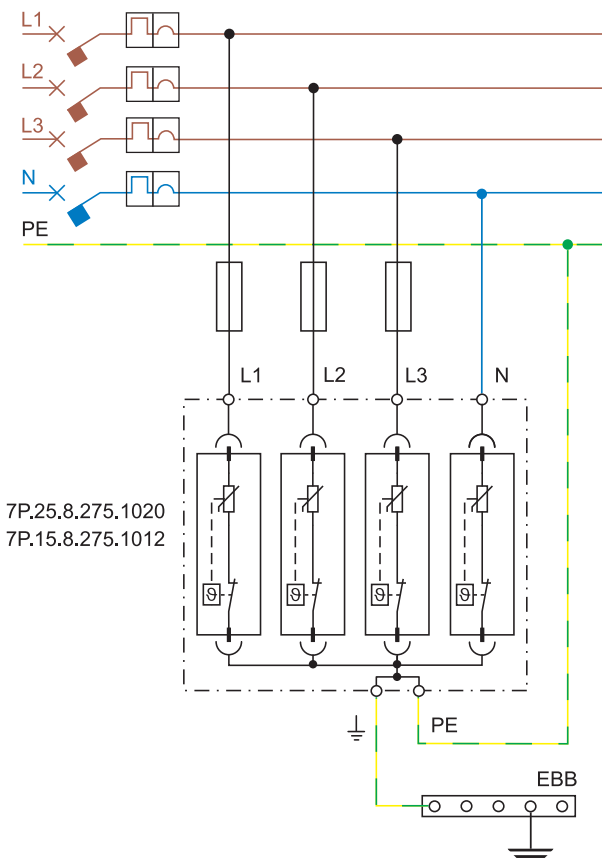 L1
L2
L3
N
PE
L1 L2 L3 N
7P.25.8.275.1020
7P.15.8.275.1012
ϑ ϑ ϑ ϑ
PE
EBB